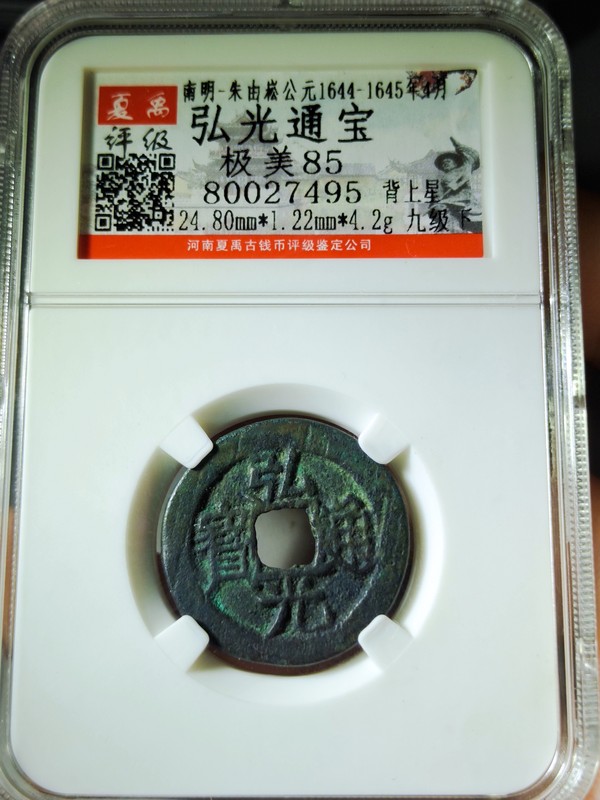 南明-朱由崧公元1644-1645年4月
夏禹
评级
弘光通宝
极美85
80027495 背上星
24.80mm*1.22mm*4.2g 九级下
河南夏禹古钱币评级鉴定公司
弘
寳 通
光